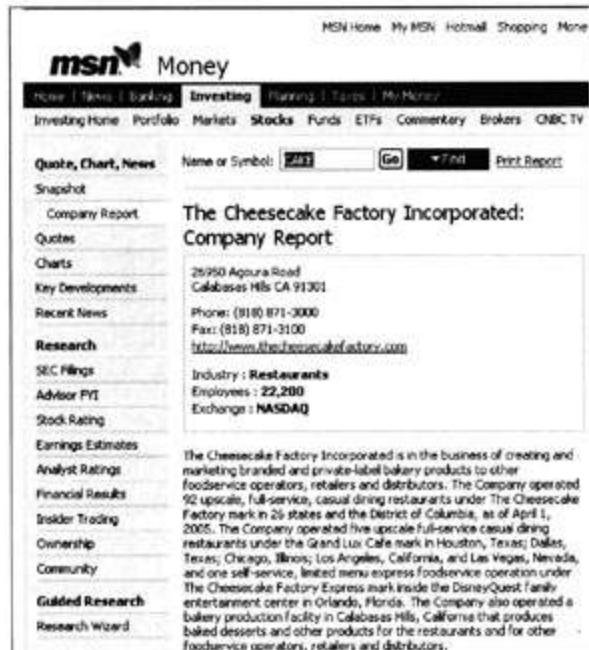 MSN Home My MSN Hotmail Shopping Mone
msn Money
Home | News | Banking Investing Planning | Taxes | My Money
Investing Home Portfolio Markets Stocks Funds ETFs Commentary Brokers CNBC TV
Quote, Chart, News
Snapshot
Company Report
Quotes
Charts
Key Developments
Recent News
Research
SEC Filings
Advisor FYI
Stock Rating
Earnings Estimates
Analyst Ratings
Financial Results
Insider Trading
Ownership
Community
Guided Research
Research Wizard
Name or Symbol: CAKE Go Find Print Report
The Cheesecake Factory Incorporated:
Company Report
26950 Agoura Road
Calabasas Hills CA 91301
Phone: (818) 871-3000
Fax: (818) 871-3100
http://www.thecheesecakefactory.com
Industry : Restaurants
Employees : 22,200
Exchange : NASDAQ
The Cheesecake Factory Incorporated is in the business of creating and
marketing branded and private-label bakery products to other
foodservice operators, retailers and distributors. The Company operated
92 upscale, full-service, casual dining restaurants under The Cheesecake
Factory mark in 26 states and the District of Columbia, as of April 1,
2005. The Company operated five upscale full-service casual dining
restaurants under the Grand Lux Cafe mark in Houston, Texas; Dallas,
Texas; Chicago, Illinois; Los Angeles, California, and Las Vegas, Nevada,
and one self-service, limited menu express foodservice operation under
The Cheesecake Factory Express mark inside the DisneyQuest family
entertainment center in Orlando, Florida. The Company also operated a
bakery production facility in Calabasas Hills, California that produces
baked desserts and other products for the restaurants and for other
foodservice operators, retailers and distributors.